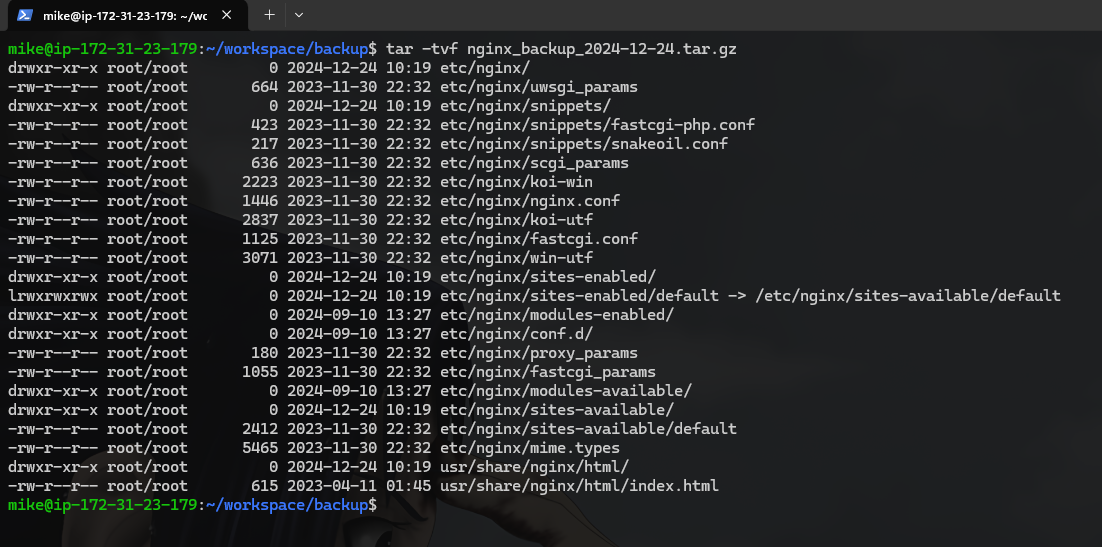 mike@ip-172-31-23-179: ~/wc
mike@ip-172-31-23-179:~/workspace/backup$ tar -tvf nginx_backup_2024-12-24.tar.gz
drwxr-xr-x root/root         0 2024-12-24 10:19 etc/nginx/
-rw-r--r-- root/root       664 2023-11-30 22:32 etc/nginx/uwsgi_params
drwxr-xr-x root/root         0 2024-12-24 10:19 etc/nginx/snippets/
-rw-r--r-- root/root       423 2023-11-30 22:32 etc/nginx/snippets/fastcgi-php.conf
-rw-r--r-- root/root       217 2023-11-30 22:32 etc/nginx/snippets/snakeoil.conf
-rw-r--r-- root/root       636 2023-11-30 22:32 etc/nginx/scgi_params
-rw-r--r-- root/root      2223 2023-11-30 22:32 etc/nginx/koi-win
-rw-r--r-- root/root      1446 2023-11-30 22:32 etc/nginx/nginx.conf
-rw-r--r-- root/root      2837 2023-11-30 22:32 etc/nginx/koi-utf
-rw-r--r-- root/root      1125 2023-11-30 22:32 etc/nginx/fastcgi.conf
-rw-r--r-- root/root      3071 2023-11-30 22:32 etc/nginx/win-utf
drwxr-xr-x root/root         0 2024-12-24 10:19 etc/nginx/sites-enabled/
lrwxrwxrwx root/root         0 2024-12-24 10:19 etc/nginx/sites-enabled/default -> /etc/nginx/sites-available/default
drwxr-xr-x root/root         0 2024-09-10 13:27 etc/nginx/modules-enabled/
drwxr-xr-x root/root         0 2024-09-10 13:27 etc/nginx/conf.d/
-rw-r--r-- root/root       180 2023-11-30 22:32 etc/nginx/proxy_params
-rw-r--r-- root/root      1055 2023-11-30 22:32 etc/nginx/fastcgi_params
drwxr-xr-x root/root         0 2024-09-10 13:27 etc/nginx/modules-available/
drwxr-xr-x root/root         0 2024-12-24 10:19 etc/nginx/sites-available/
-rw-r--r-- root/root      2412 2023-11-30 22:32 etc/nginx/sites-available/default
-rw-r--r-- root/root      5465 2023-11-30 22:32 etc/nginx/mime.types
drwxr-xr-x root/root         0 2024-12-24 10:19 usr/share/nginx/html/
-rw-r--r-- root/root       615 2023-04-11 01:45 usr/share/nginx/html/index.html
mike@ip-172-31-23-179:~/workspace/backup$